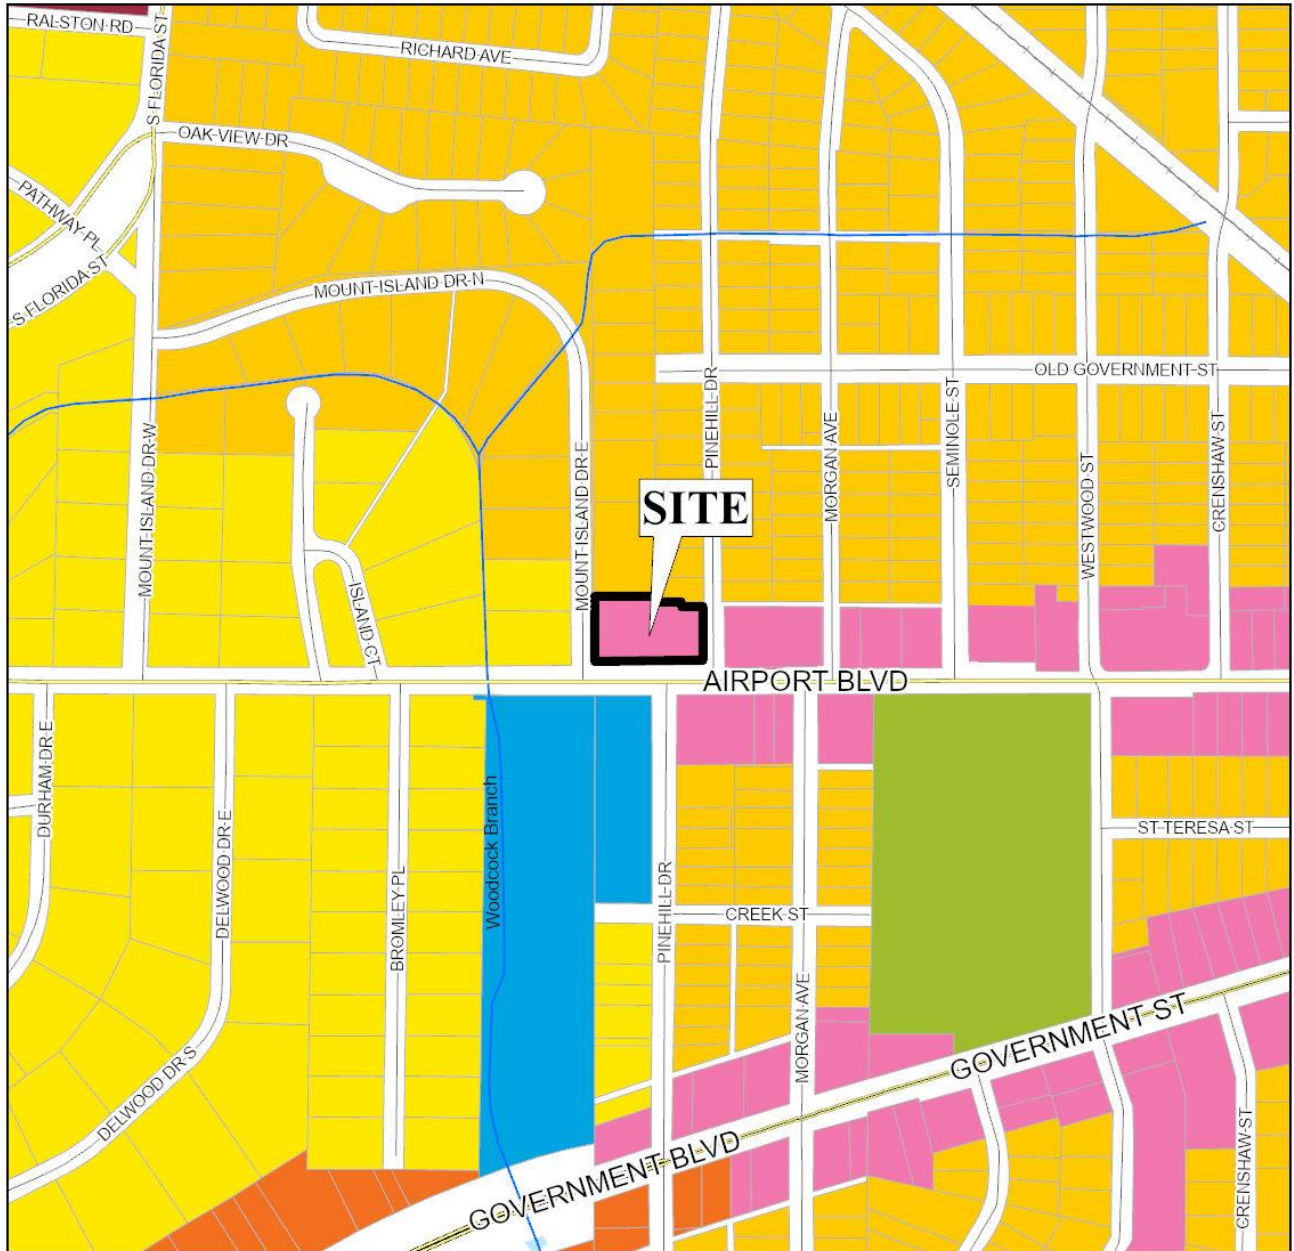 RALSTON RD
S FLORIDA ST
RICHARD AVE
OAK VIEW DR
PATHWAY PL
S FLORIDA ST
MOUNT ISLAND DR N
OLD GOVERNMENT ST
PINEHILL DR
MORGAN AVE
SEMINOLE ST
WESTWOOD ST
CRENSHAW ST
MOUNT ISLAND DR W
MOUNT ISLAND DR E
ISLAND CT
SITE
AIRPORT BLVD
DURHAM DR E
DELWOOD DR E
BROMLEY PL
Woodcock Branch
PINEHILL DR
CREEK ST
ST TERESA ST
MORGAN AVE
DELWOOD DR S
GOVERNMENT ST
GOVERNMENT BLVD
CRENSHAW ST